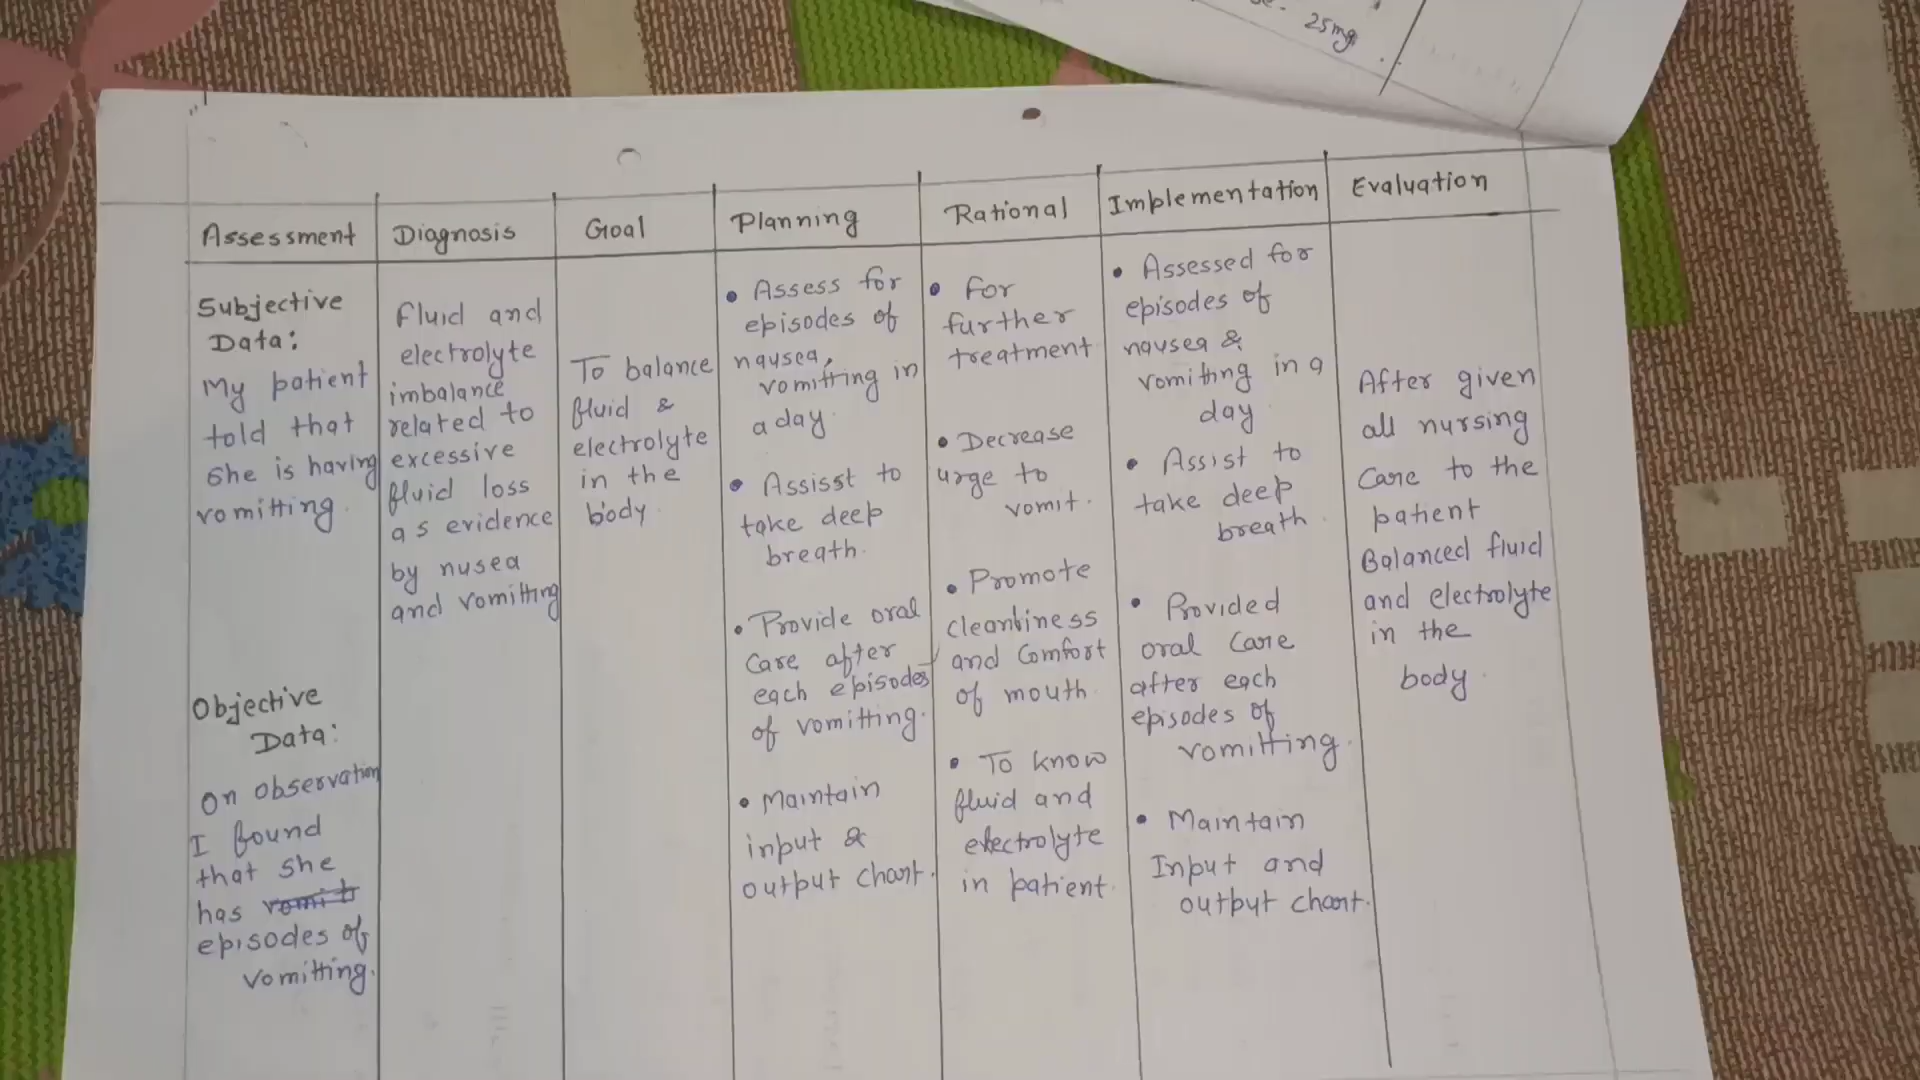 25mg
Assessment
Diagnosis
Goal
Planning
Rational
Implementation
Evaluation
Subjective
Data:
My patient
told that
she is having
vomitting.
Objective
Data:
On observation
I found
that she
has vomit
episodes of
vomitting.
Fluid and
electrolyte
imbalance
related to
excessive
fluid loss
as evidence
by nusea
and vomitting
To balance
fluid &
electrolyte
in the
body.
• Assess for
episodes of
nausea,
vomitting in
a day.
• Assisst to
take deep
breath.
• Provide oral
care after
each episodes
of vomitting.
• Maintain
input &
output chart.
• For
further
treatment
• Decrease
urge to
vomit.
• Promote
cleanliness
and comfort
of mouth.
• To know
fluid and
electrolyte
in patient.
• Assessed for
episodes of
nausea &
vomitting in a
day.
• Assist to
take deep
breath.
• Provided
oral care
after each
episodes of
vomitting.
• Maintain
Input and
output chart.
After given
all nursing
care to the
patient
Balanced fluid
and electrolyte
in the
body.